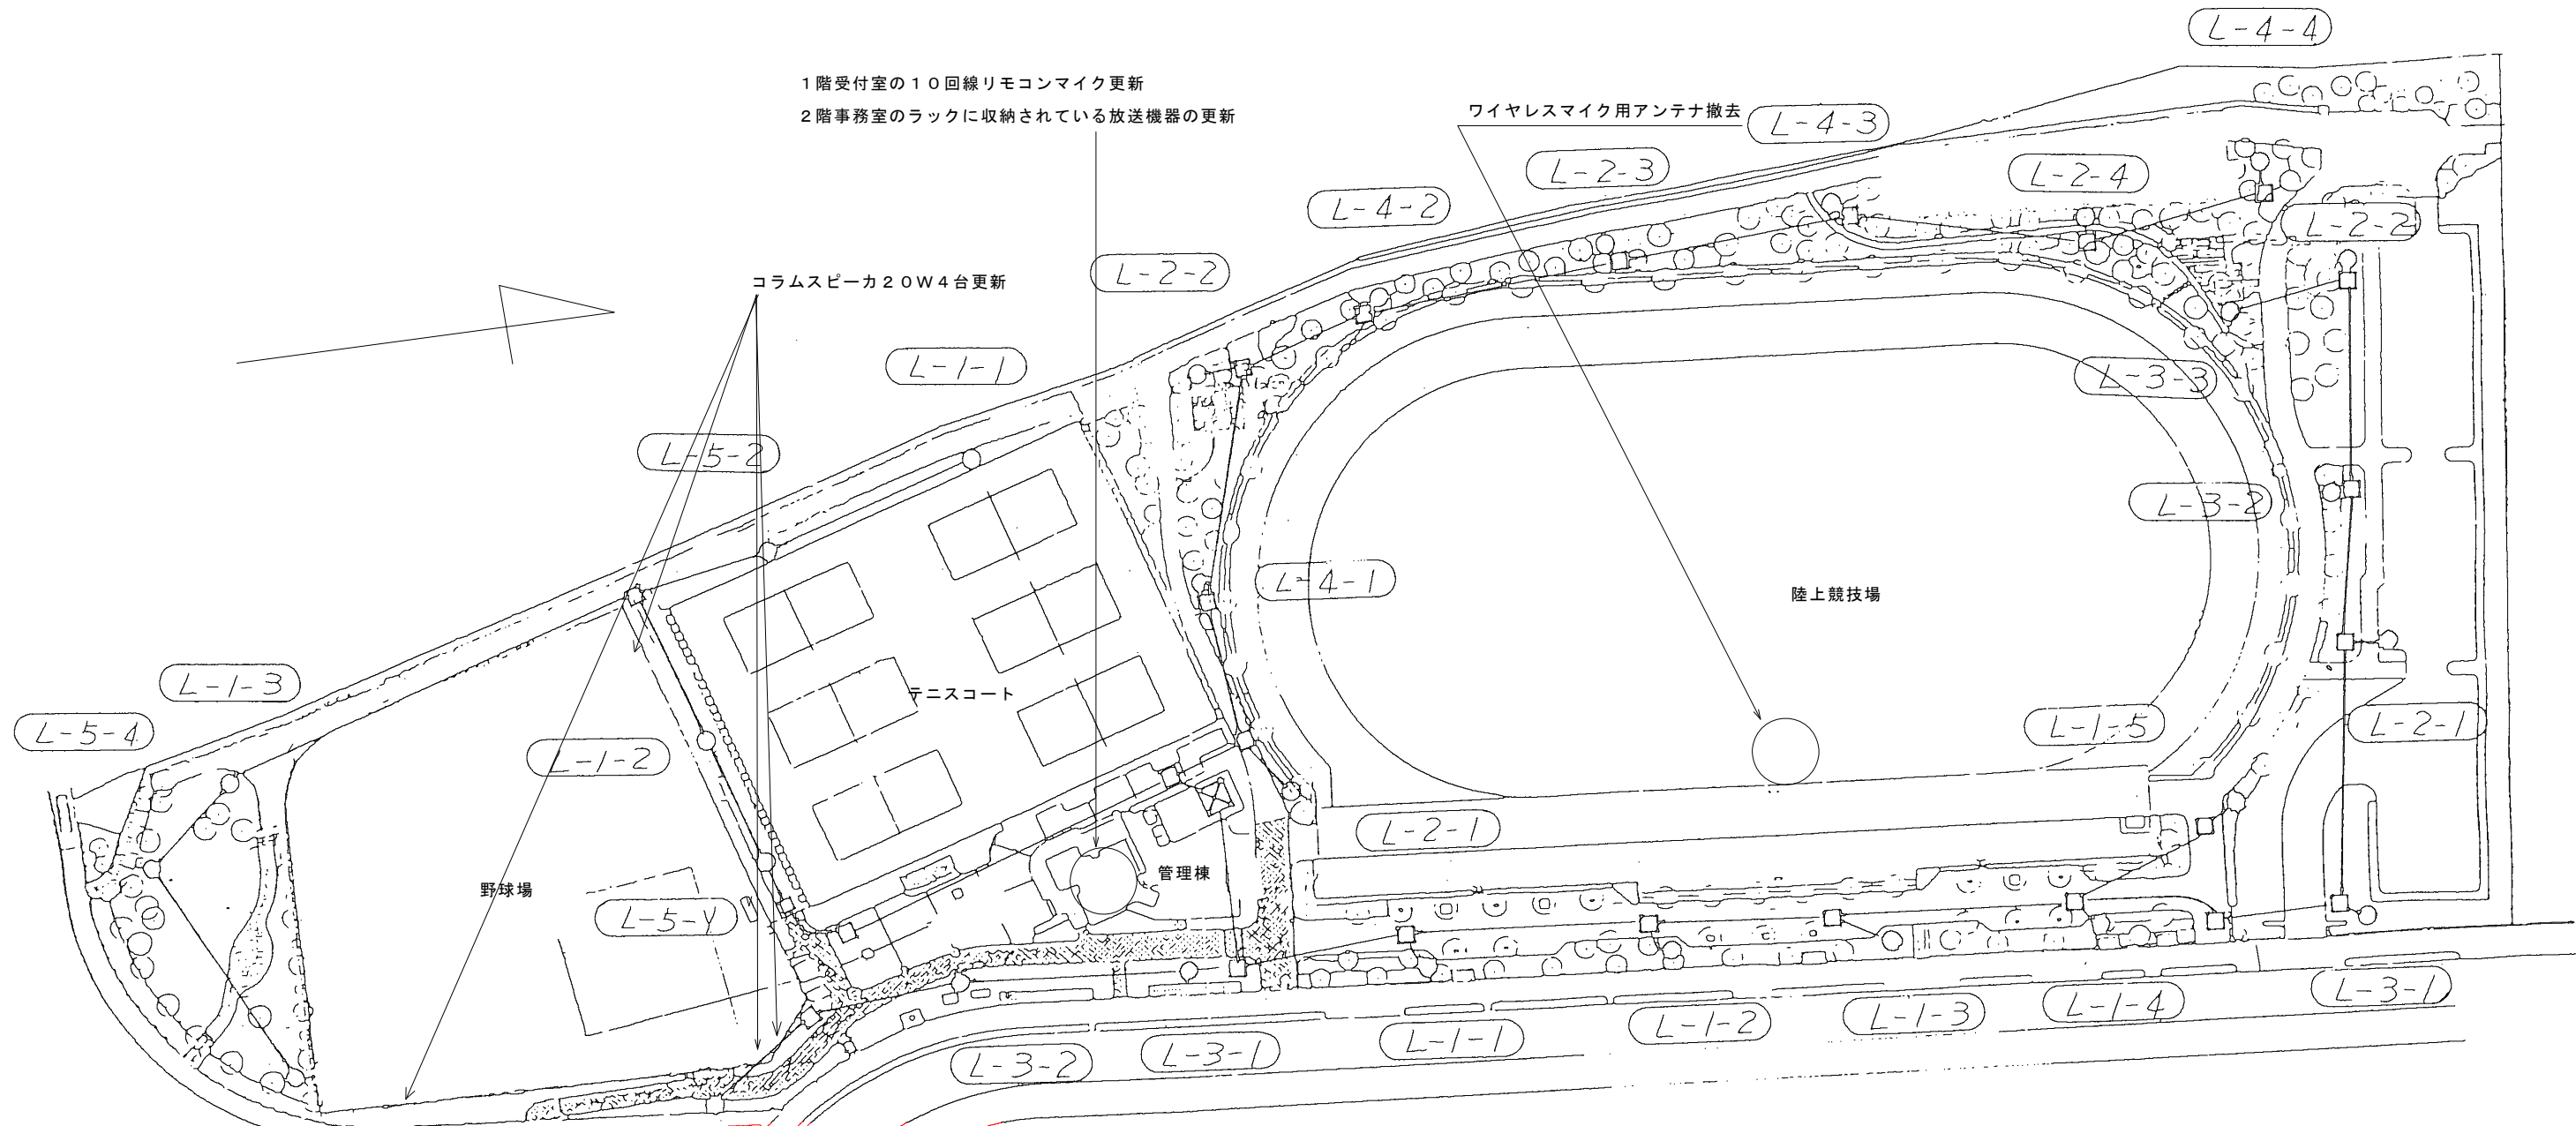 L-4-4
1階受付室の10回線リモコンマイク更新
2階事務室のラックに収納されている放送機器の更新
ワイヤレスマイク用アンテナ撤去
L-4-3
L-2-3
L-2-4
L-4-2
L-2-2
L-2-2
コラムスピーカ20W4台更新
L-1-1
L-3-3
L-5-2
L-3-2
L-4-1
陸上競技場
L-1-3
テニスコート
L-5-4
L-1-5
L-2-1
L-1-2
L-2-1
管理棟
野球場
L-3-1
L-1-4
L-1-3
L-1-2
L-1-1
L-3-1
L-3-2